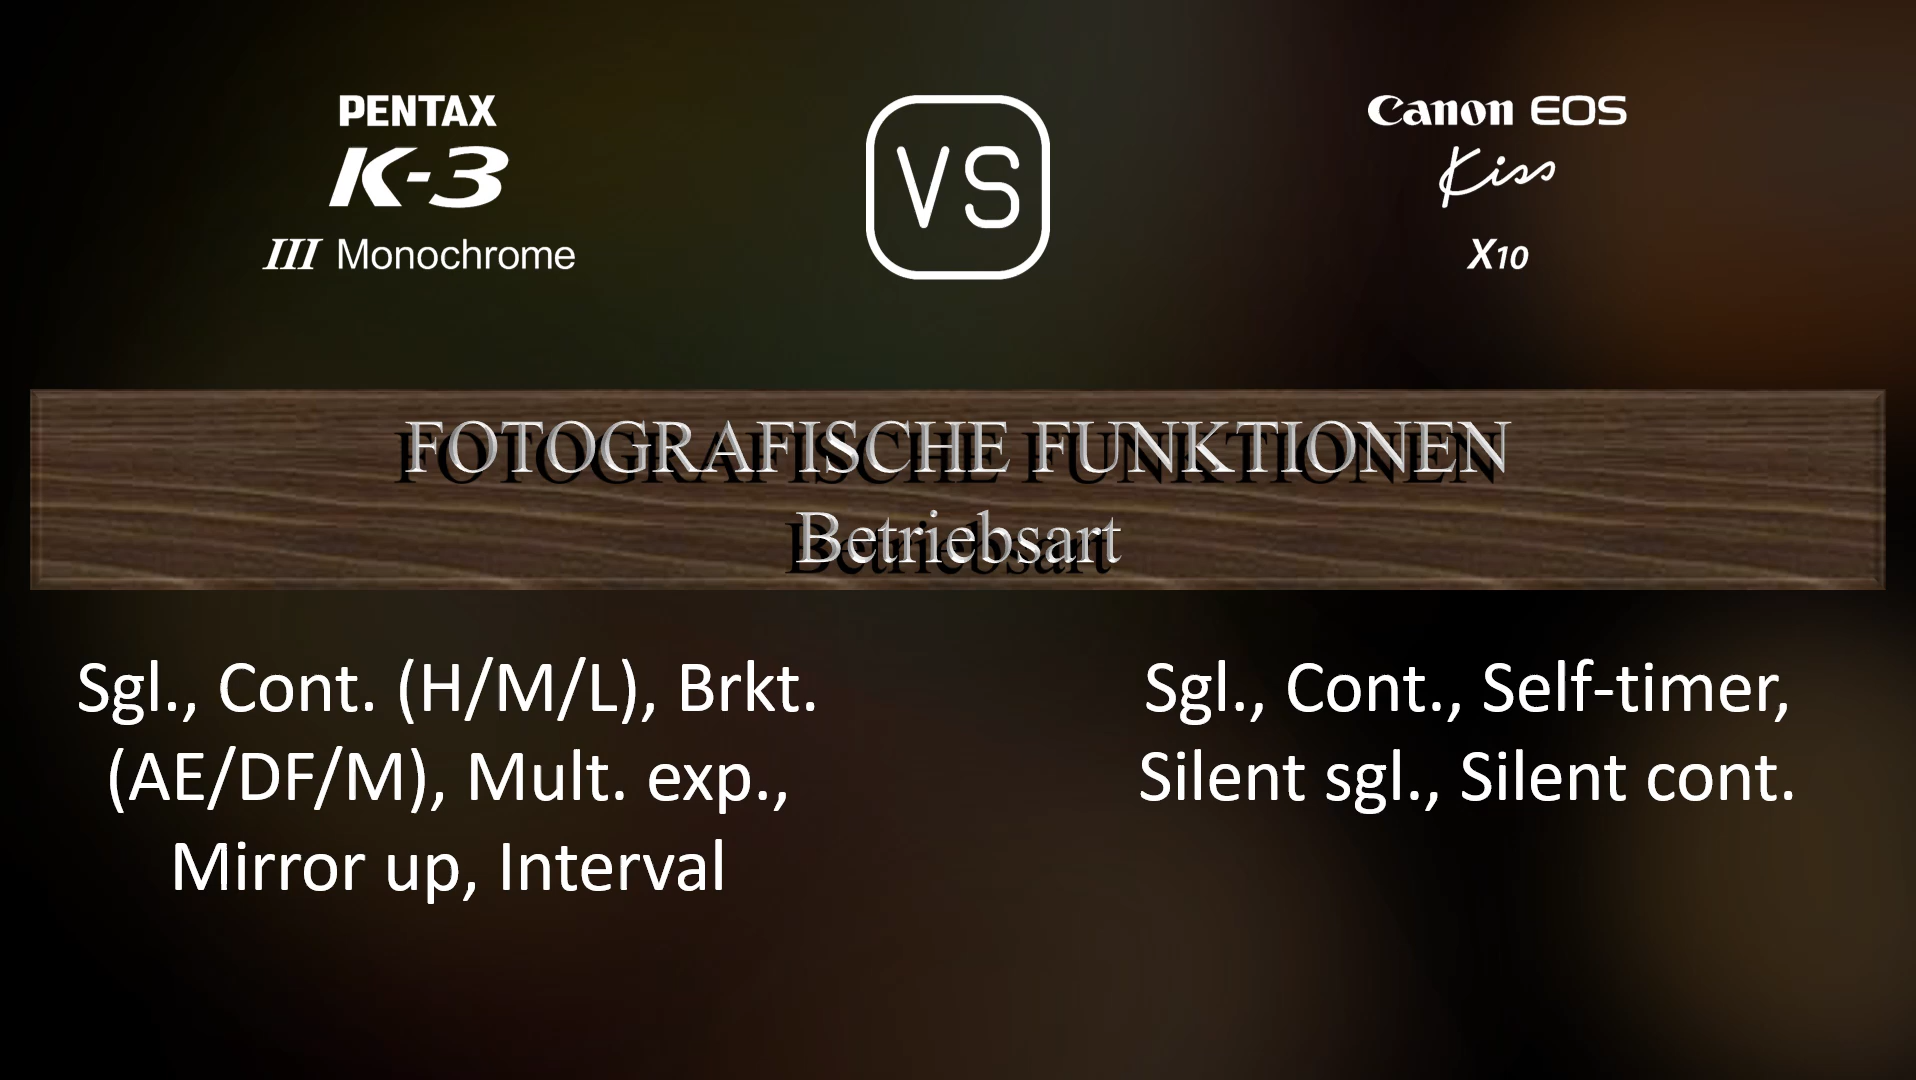 PENTAX
K-3
III Monochrome
VS
Canon EOS
Kiss
X10
FOTOGRAFISCHE FUNKTIONEN
Betriebsart
Sgl., Cont. (H/M/L), Brkt.
(AE/DF/M), Mult. exp.,
Mirror up, Interval
Sgl., Cont., Self-timer,
Silent sgl., Silent cont.